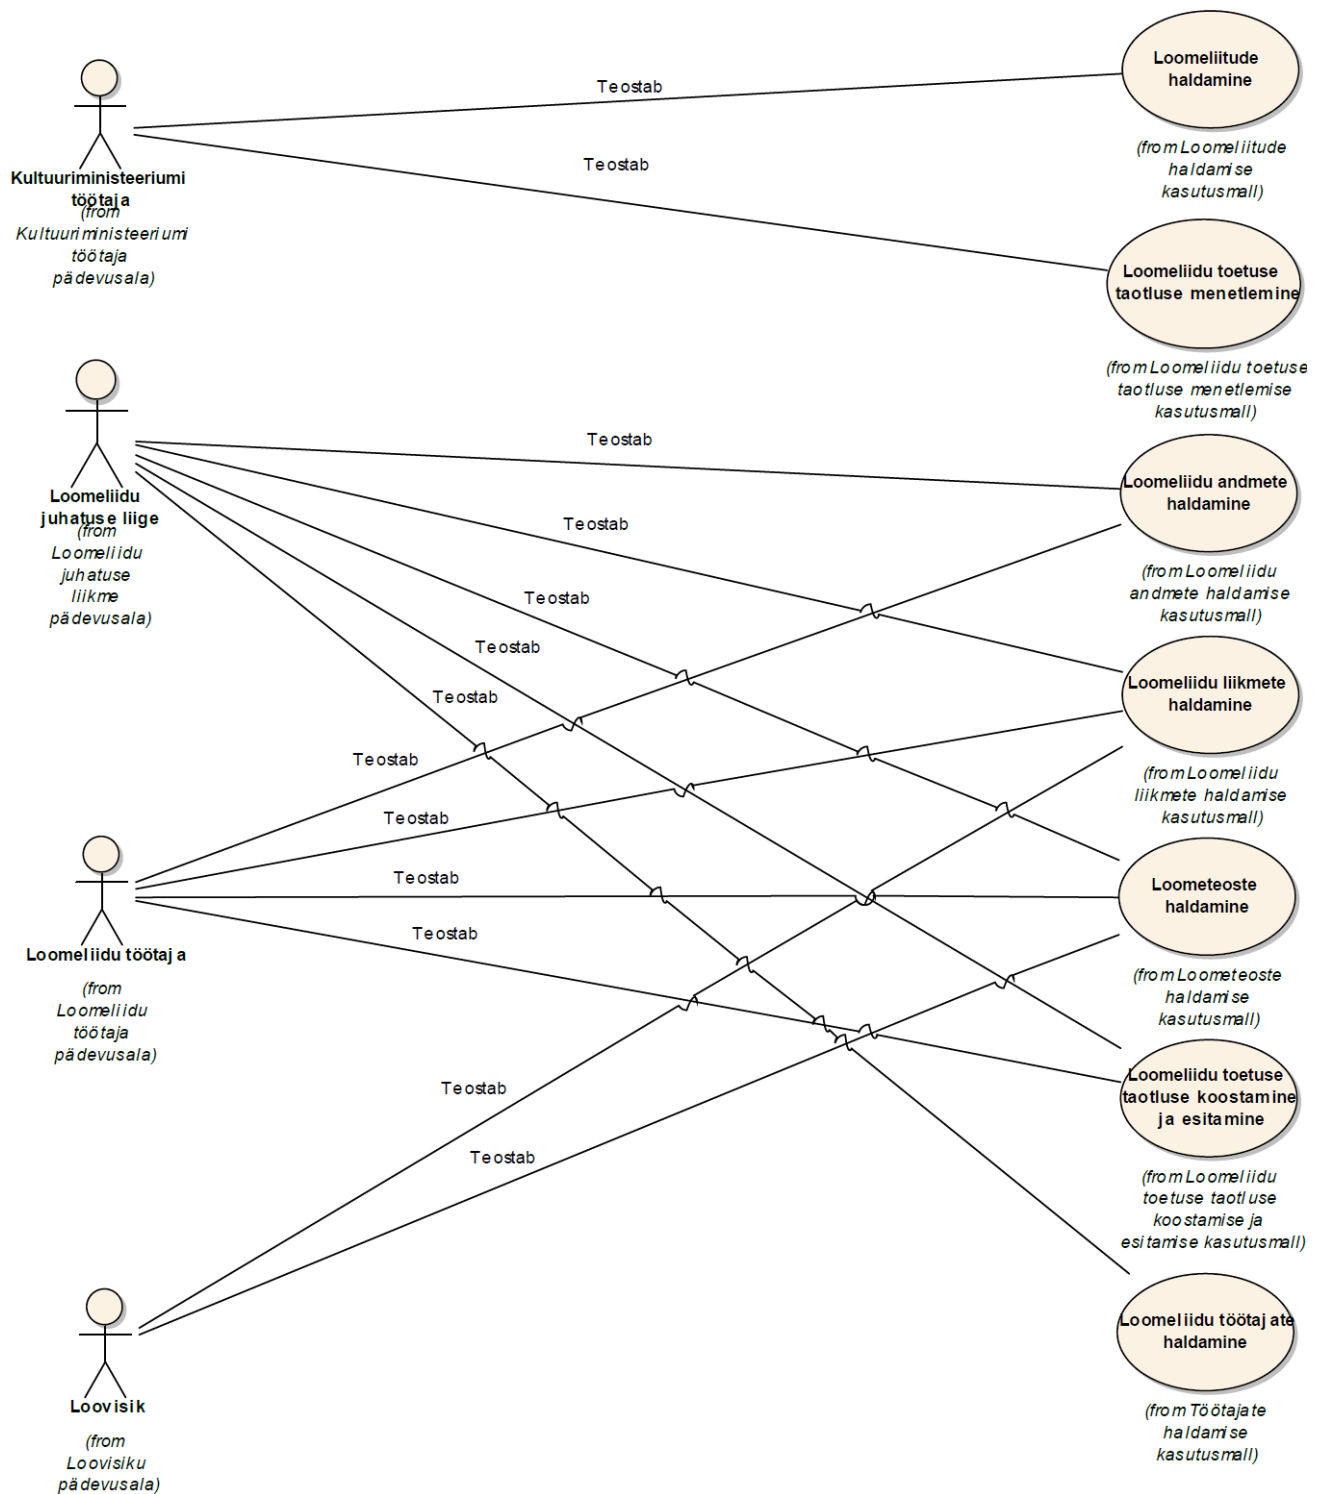 Teostab
Loomeliitude
haldamine
(from Loomeliitude
haldamise
kasutusmall)
Kultuuriministeeriumi
töötaja
(from
Kultuuriministeeriumi
töötaja
pädevusala)
Teostab
Loomeliidu toetuse
taotluse menetlemine
(from Loomeliidu toetuse
taotluse menetlemise
kasutusmall)
Loomeliidu
juhatuse liige
(from
Loomeliidu
juhatuse
liikme
pädevusala)
Teostab
Teostab
Teostab
Teostab
Teostab
Loomeliidu andmete
haldamine
(from Loomeliidu
andmete haldamise
kasutusmall)
Loomeliidu liikmete
haldamine
(from Loomeliidu
liikmete haldamise
kasutusmall)
Teostab
Teostab
Teostab
Teostab
Loomeliidu töötaja
(from
Loomeliidu
töötaja
pädevusala)
Loometeoste
haldamine
(from Loometeoste
haldamise
kasutusmall)
Loomeliidu toetuse
taotluse koostamine
ja esitamine
(from Loomeliidu
toetuse taotluse
koostamise ja
esitamise kasutusmall)
Teostab
Teostab
Loovisik
(from
Loovisiku
pädevusala)
Loomeliidu töötajate
haldamine
(from Töötajate
haldamise
kasutusmall)